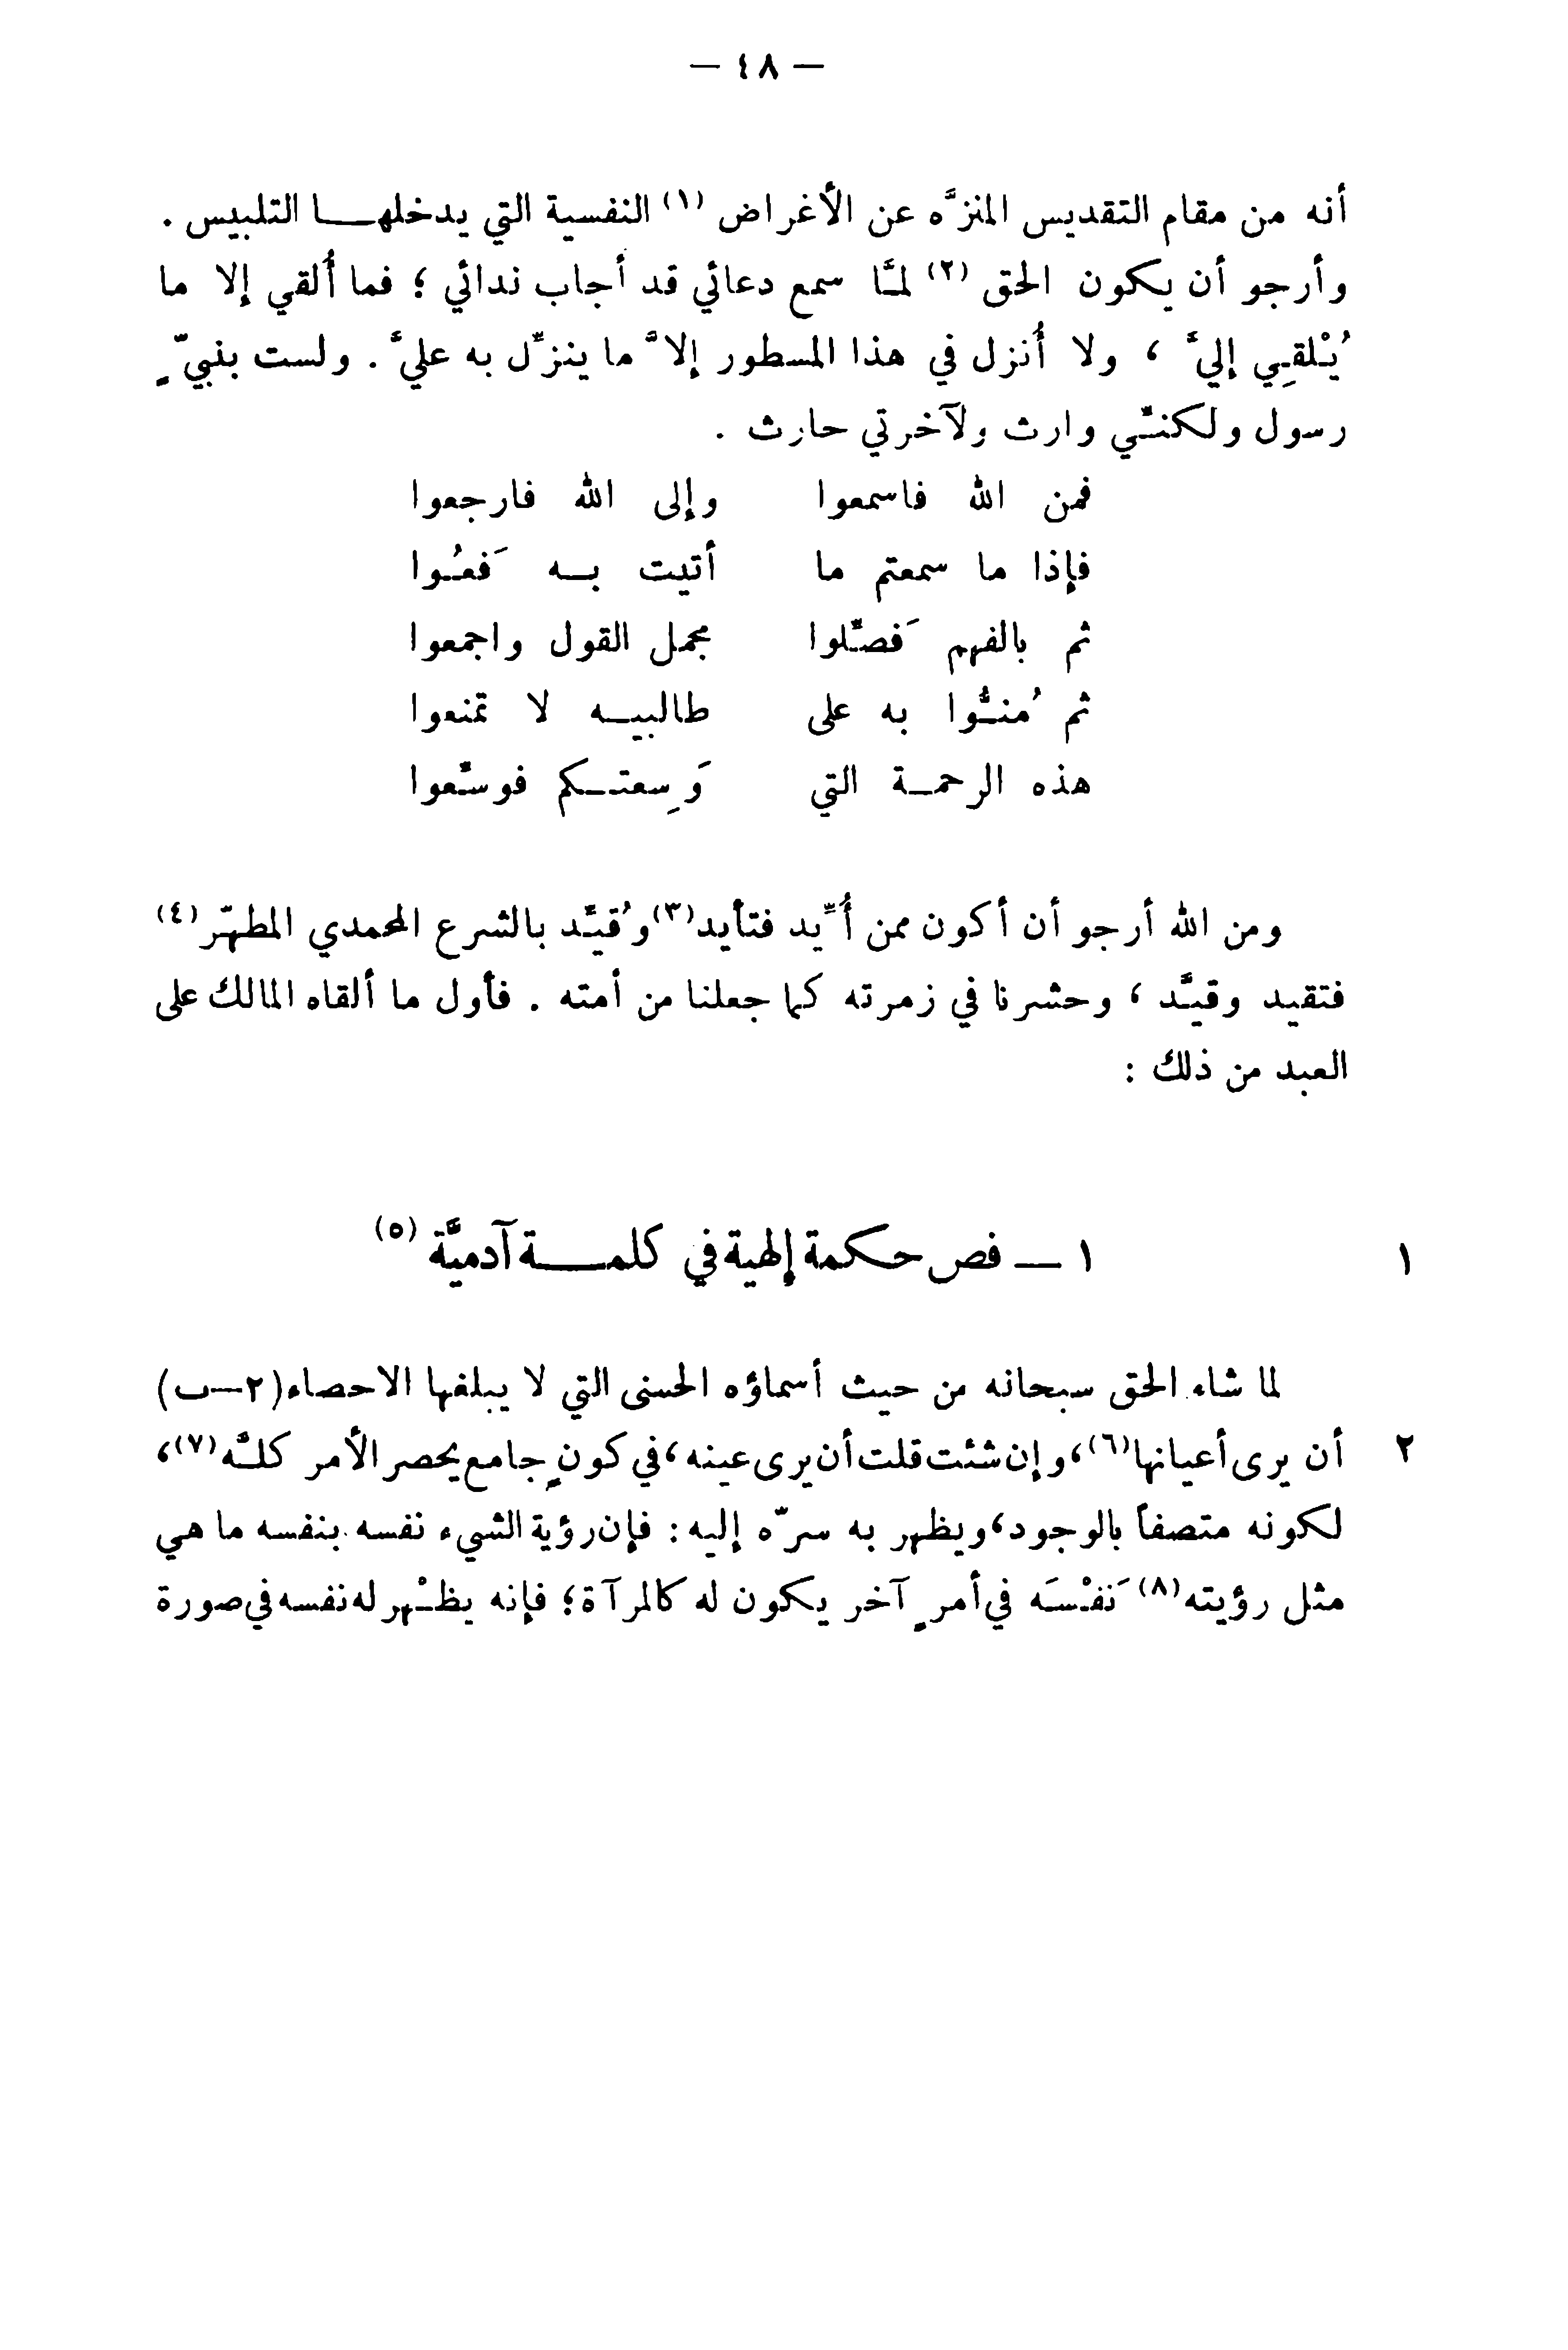 — ٤٨ —
أنه من مقام التقديس المنزَّه عن الأغراض (١) النفسية التي يدخلها التلبيس .
وأرجو أن يكون الحق (٢) لمَّا سمع دعائي قد أجاب ندائي ؛ فما أُلقي إلا ما
يُلْقِي إليَّ ، ولا أُنزل في هذا المسطور إلاَّ ما ينزِّل به عليَّ . ولست بنبيٍّ
رسول ولكنِّي وارث ولآخرتي حارث .
فمن الله فاسمعوا وإلى الله فارجعوا
فإذا ما سمعتم ما أتيت به فَعُوا
ثم بالفهم فَصِّلوا مجمل القول واجمعوا
ثم مُنُّوا به على طالبيه لا تمنعوا
هذه الرحمة التي وَسِعتكم فوسِّعوا
ومن الله أرجو أن أكون ممن أُيِّد فتأيد (٣) وقُيِّد بالشرع المحمدي المطهّر (٤)
فتقيد وقيَّد ، وحشرنا في زمرته كما جعلنا من أمته . فأول ما ألقاه المالك على
العبد من ذلك :
١ ١ — فص حكمة إلهية في كلمة آدميَّة (٥)
لما شاء الحق سبحانه من حيث أسماؤه الحسنى التي لا يبلغها الاحصاء (٢–ب)
٢ أن يرى أعيانها (٦) ، وإن شئت قلت أن يرى عينه ، في كونٍ جامع يحصر الأمر كلَّه (٧) ،
لكونه متصفاً بالوجود ، ويظهر به سرّه إليه : فإن رؤية الشيء نفسه بنفسه ما هي
مثل رؤيته (٨) نَفْسَه في أمرٍ آخر يكون له كالمرآة ؛ فإنه يظْهر له نفسه في صورة